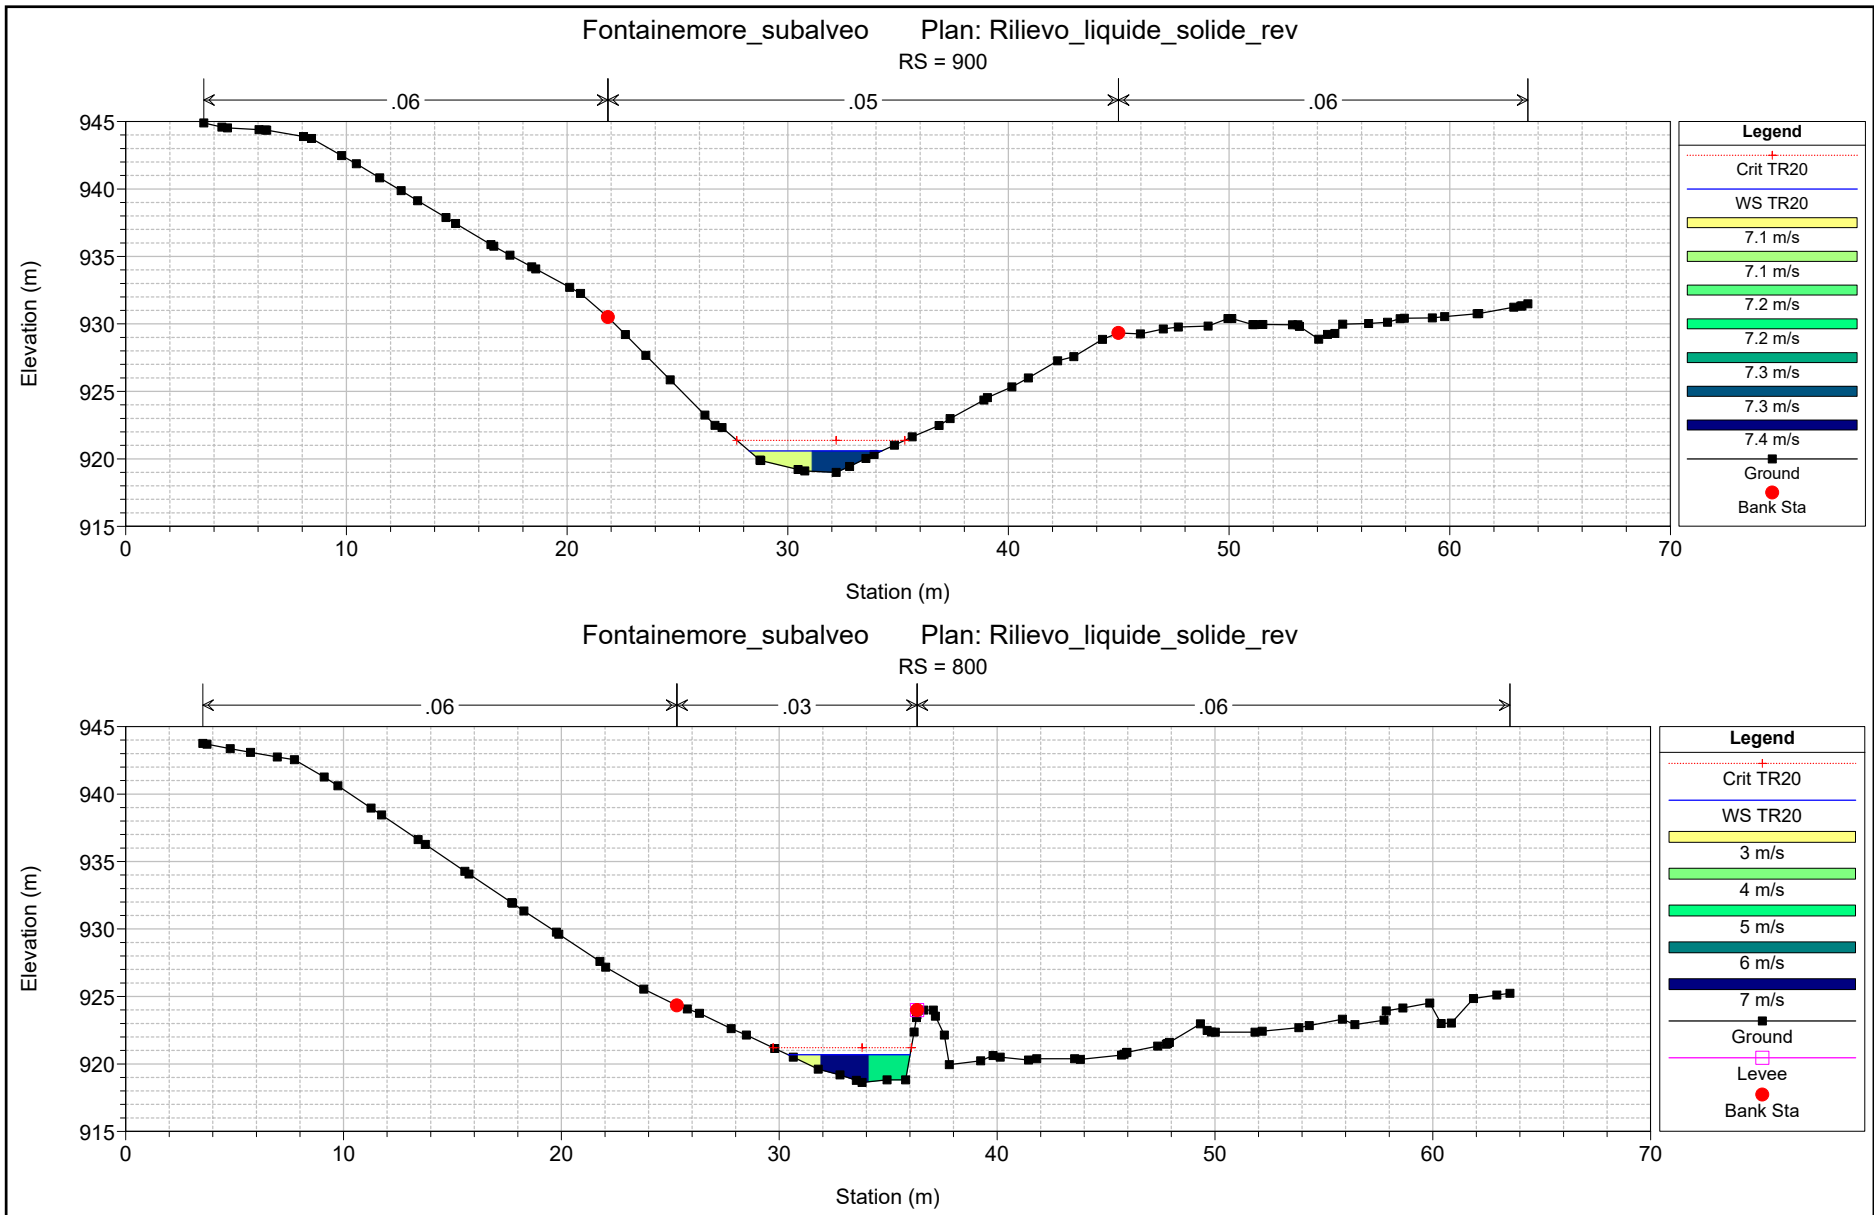 Fontainemore_subalveo Plan: Rilievo_liquide_solide_rev
RS = 900
.06 .05 .06
945
940
935
930
925
920
915
Elevation (m)
0 10 20 30 40 50 60 70
Station (m)
Legend
Crit TR20
WS TR20
7.1 m/s
7.1 m/s
7.2 m/s
7.2 m/s
7.3 m/s
7.3 m/s
7.4 m/s
Ground
Bank Sta
Fontainemore_subalveo Plan: Rilievo_liquide_solide_rev
RS = 800
.06 .03 .06
945
940
935
930
925
920
915
Elevation (m)
0 10 20 30 40 50 60 70
Station (m)
Legend
Crit TR20
WS TR20
3 m/s
4 m/s
5 m/s
6 m/s
7 m/s
Ground
Levee
Bank Sta